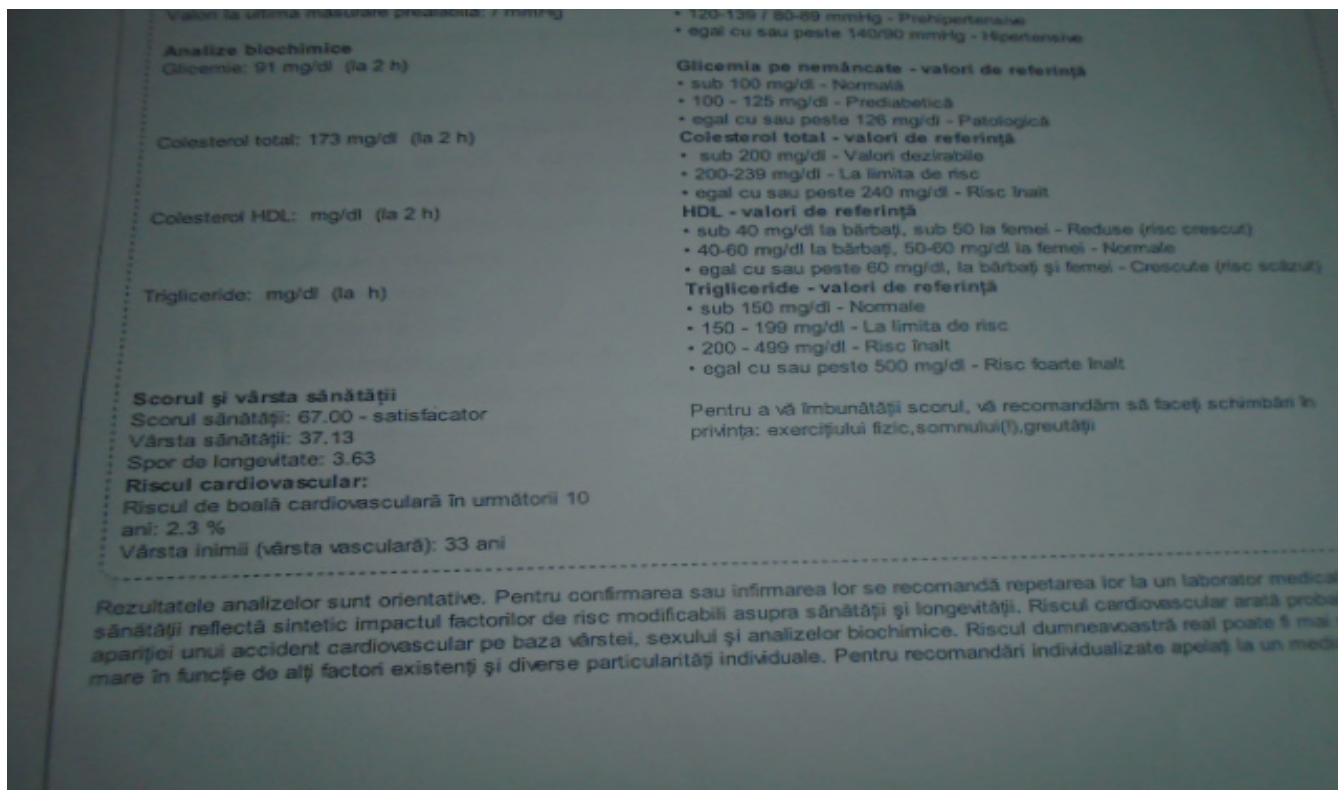 Valori la ultima măsurare prealabilă: / mmHg
• 120-139 / 80-89 mmHg - Prehipertensive
• egal cu sau peste 140/90 mmHg - Hipertensive
Analize biochimice
Glicemie: 91 mg/dl (la 2 h)
Glicemia pe nemâncate - valori de referinţă
• sub 100 mg/dl - Normală
• 100 - 125 mg/dl - Prediabetică
• egal cu sau peste 126 mg/dl - Patologică
Colesterol total: 173 mg/dl (la 2 h)
Colesterol total - valori de referinţă
• sub 200 mg/dl - Valori dezirabile
• 200-239 mg/dl - La limita de risc
• egal cu sau peste 240 mg/dl - Risc înalt
Colesterol HDL: mg/dl (la 2 h)
HDL - valori de referinţă
• sub 40 mg/dl la bărbaţi, sub 50 la femei - Reduse (risc crescut)
• 40-60 mg/dl la bărbaţi, 50-60 mg/dl la femei - Normale
• egal cu sau peste 60 mg/dl, la bărbaţi şi femei - Crescute (risc scăzut)
Trigliceride: mg/dl (la h)
Trigliceride - valori de referinţă
• sub 150 mg/dl - Normale
• 150 - 199 mg/dl - La limita de risc
• 200 - 499 mg/dl - Risc înalt
• egal cu sau peste 500 mg/dl - Risc foarte înalt
Scorul şi vârsta sănătăţii
Scorul sănătăţii: 67.00 - satisfacator
Vârsta sănătăţii: 37.13
Spor de longevitate: 3.63
Pentru a vă îmbunătăţii scorul, vă recomandăm să faceţi schimbări în
privinţa: exerciţiului fizic,somnului(!),greutăţii
Riscul cardiovascular:
Riscul de boală cardiovasculară în următorii 10
ani: 2.3 %
Vârsta inimii (vârsta vasculară): 33 ani
Rezultatele analizelor sunt orientative. Pentru confirmarea sau infirmarea lor se recomandă repetarea lor la un laborator medical
sănătăţii reflectă sintetic impactul factorilor de risc modificabili asupra sănătăţii şi longevităţii. Riscul cardiovascular arată
apariţiei unui accident cardiovascular pe baza vârstei, sexului şi analizelor biochimice. Riscul dumneavoastră real poate fi mai
mare în funcţie de alţi factori existenţi şi diverse particularităţi individuale. Pentru recomandări individualizate apelaţi la un